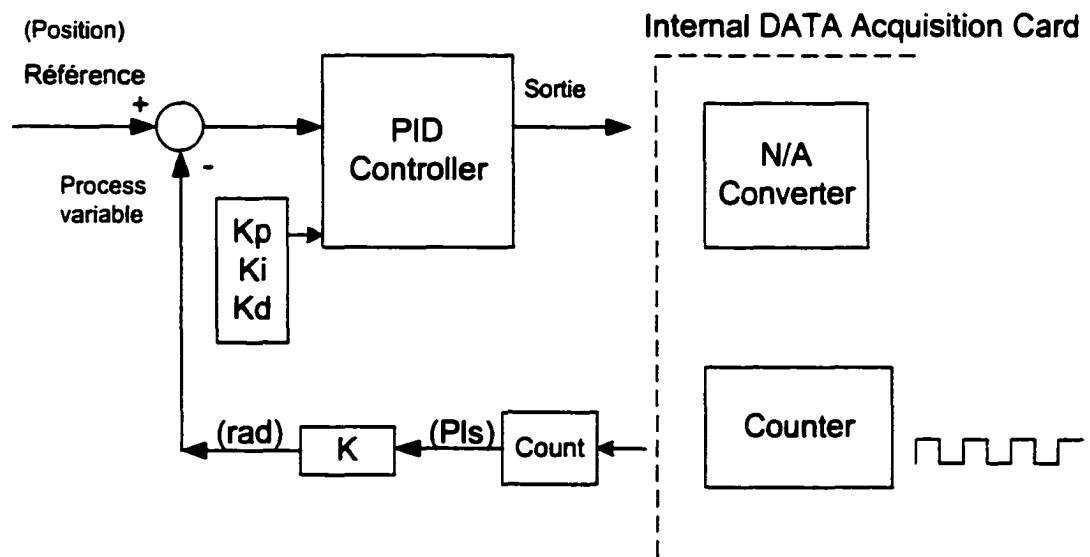 Internal DATA Acquisition Card
(Position)
Référence
+
-
Process
variable
PID
Controller
Sortie
N/A
Converter
Kp
Ki
Kd
(rad)
K
(Pls)
Count
Counter